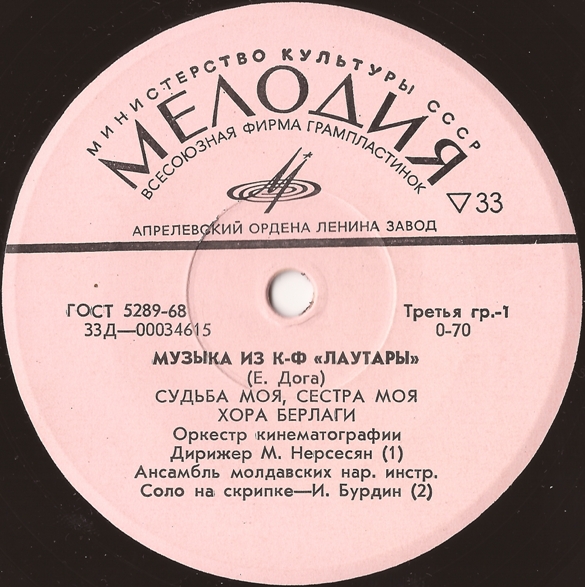 МИНИСТЕРСТВО КУЛЬТУРЫ СССР
МЕЛОДИЯ
ВСЕСОЮЗНАЯ ФИРМА ГРАМПЛАСТИНОК
▽33
АПРЕЛЕВСКИЙ ОРДЕНА ЛЕНИНА ЗАВОД
ГОСТ 5289-68
Третья гр.-1
33Д—00034615
0-70
МУЗЫКА ИЗ К-Ф «ЛАУТАРЫ»
(Е. Дога)
СУДЬБА МОЯ, СЕСТРА МОЯ
ХОРА БЕРЛАГИ
Оркестр кинематографии
Дирижер М. Нерсесян (1)
Ансамбль молдавских нар. инстр.
Соло на скрипке—И. Бурдин (2)